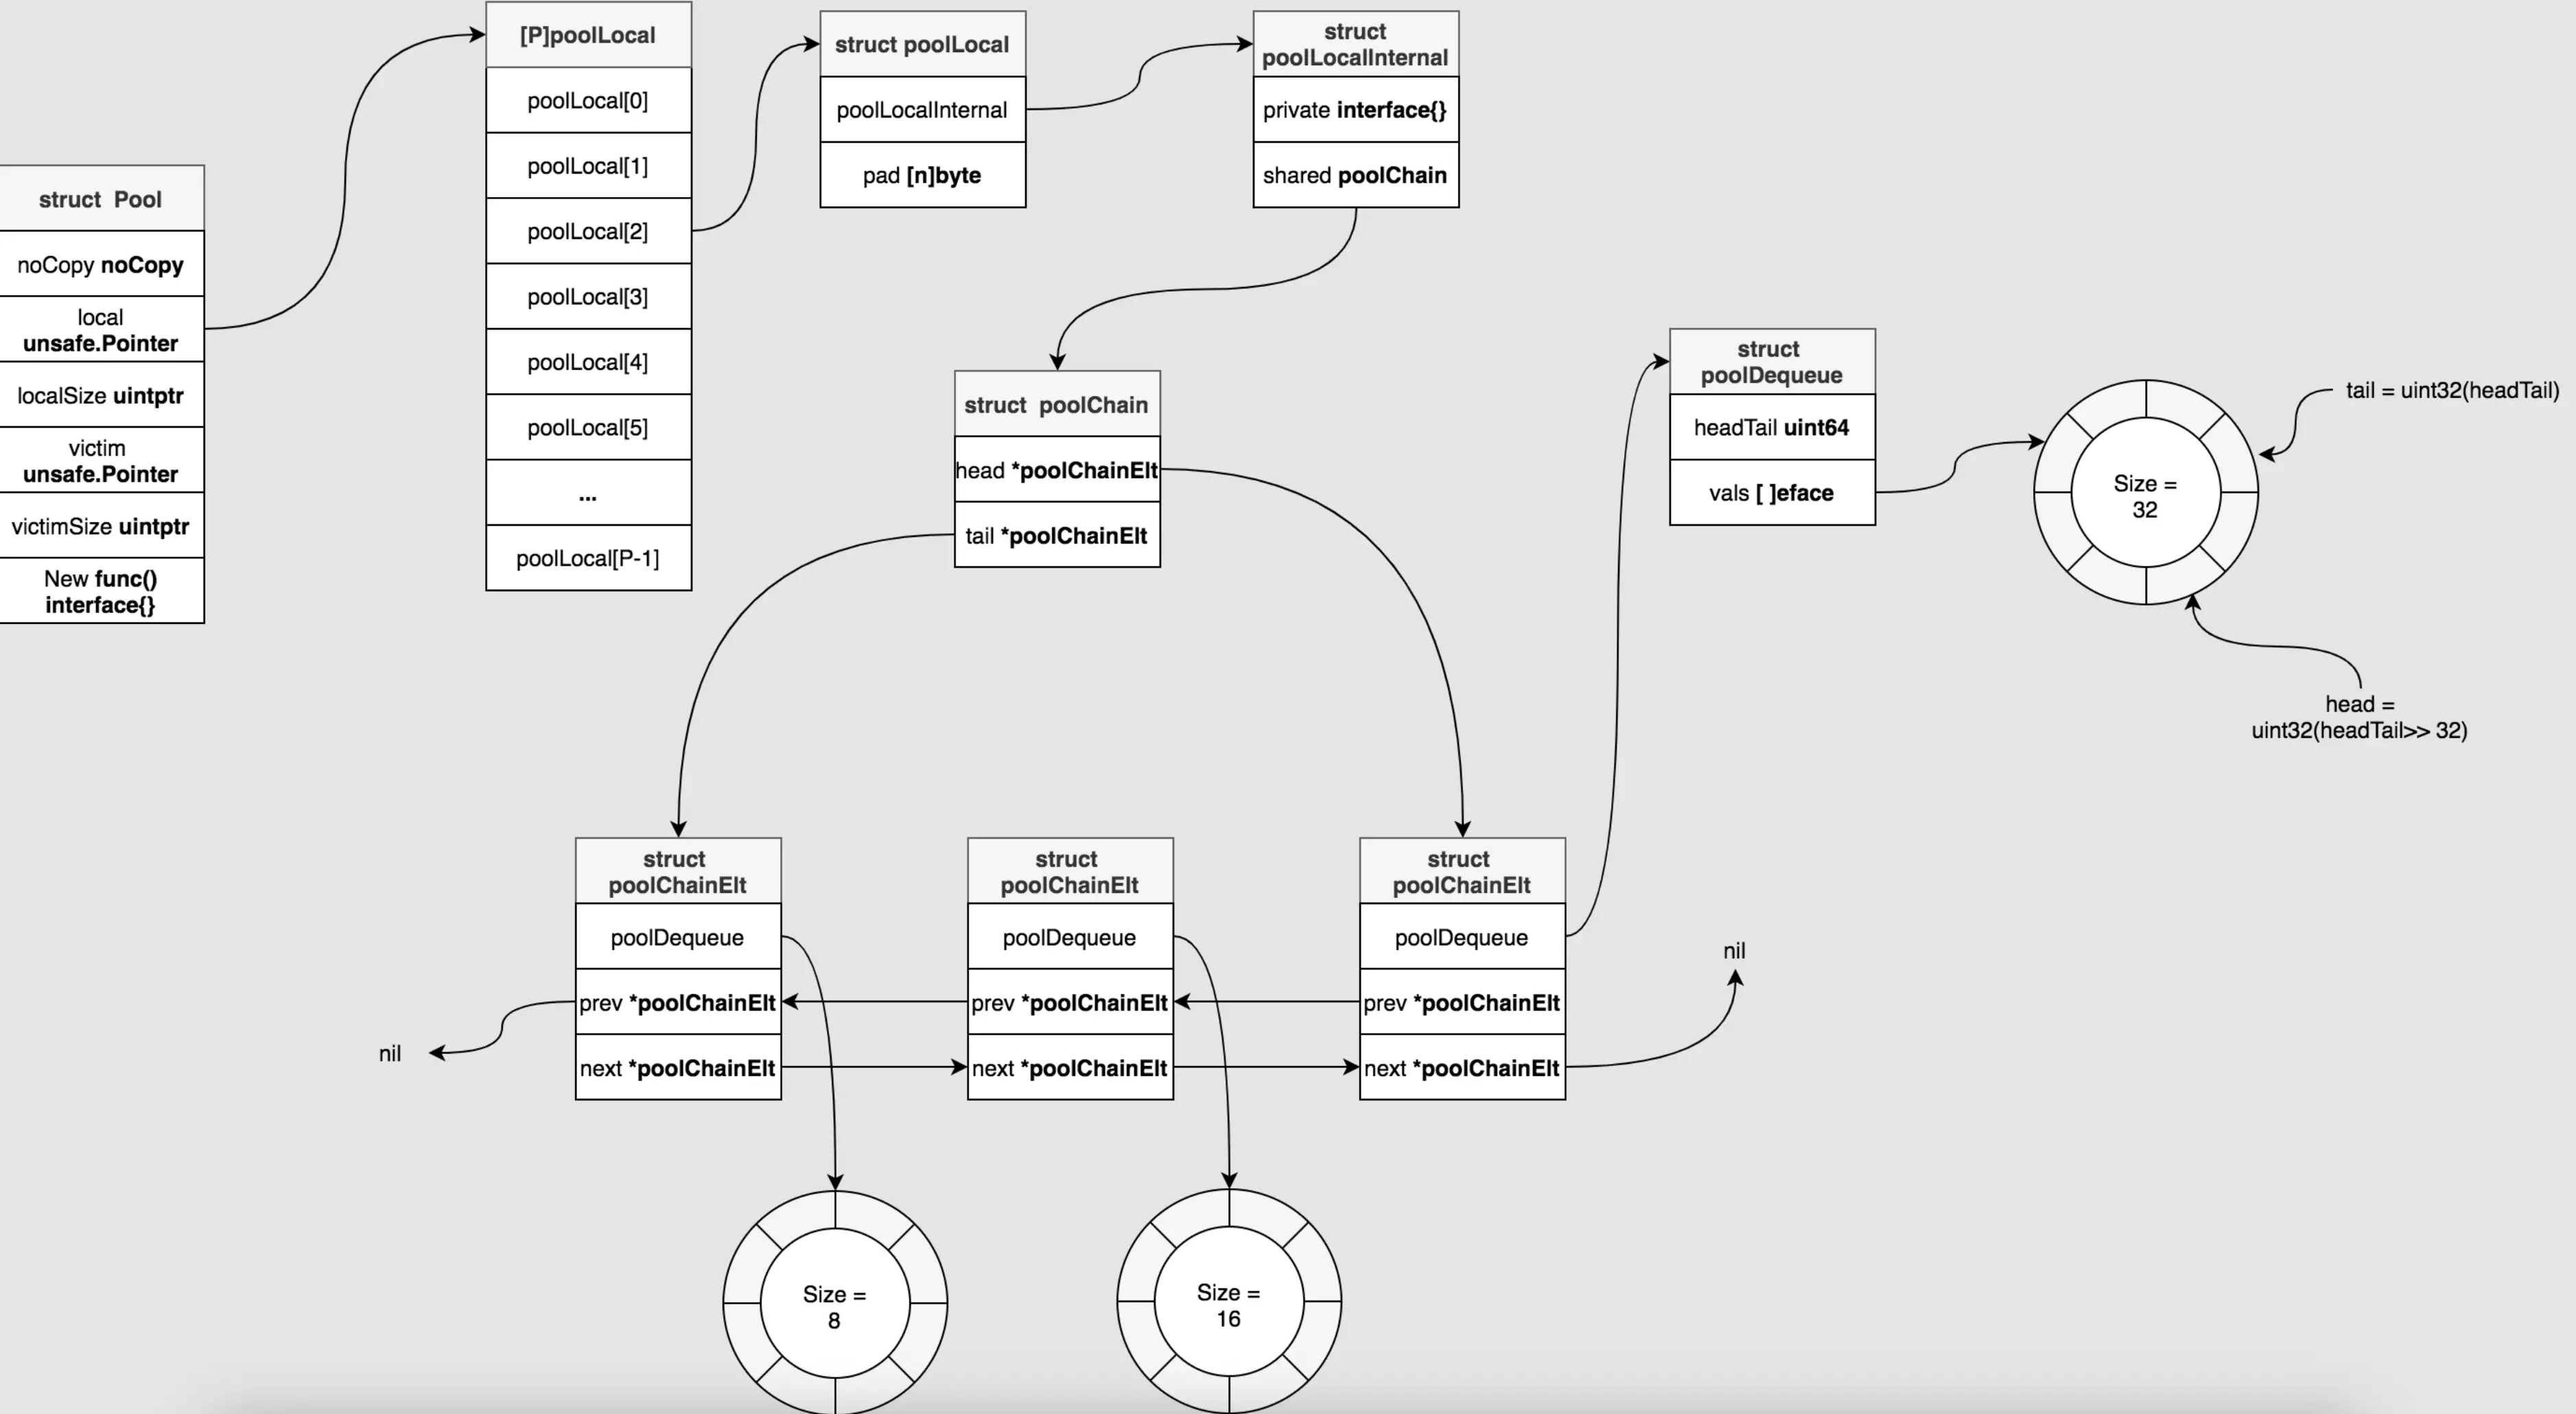 struct Pool
noCopy noCopy
local
unsafe.Pointer
localSize uintptr
victim
unsafe.Pointer
victimSize uintptr
New func()
interface{}
[P]poolLocal
poolLocal[0]
poolLocal[1]
poolLocal[2]
poolLocal[3]
poolLocal[4]
poolLocal[5]
...
poolLocal[P-1]
struct poolLocal
poolLocalInternal
pad [n]byte
struct
poolLocalInternal
private interface{}
shared poolChain
struct poolChain
head *poolChainElt
tail *poolChainElt
struct
poolDequeue
headTail uint64
vals [ ]eface
Size =
32
tail = uint32(headTail)
head =
uint32(headTail>> 32)
struct
poolChainElt
poolDequeue
prev *poolChainElt
next *poolChainElt
struct
poolChainElt
poolDequeue
prev *poolChainElt
next *poolChainElt
struct
poolChainElt
poolDequeue
prev *poolChainElt
next *poolChainElt
nil
nil
Size =
8
Size =
16